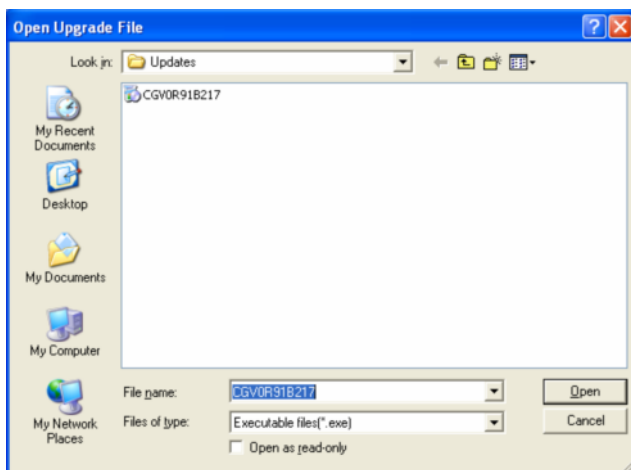 Open Upgrade File
Look in:
Updates
CGV0R91B217
My Recent
Documents
Desktop
My Documents
My Computer
My Network
Places
File name:
CGV0R91B217
Open
Files of type:
Executable files(*.exe)
Cancel
Open as read-only